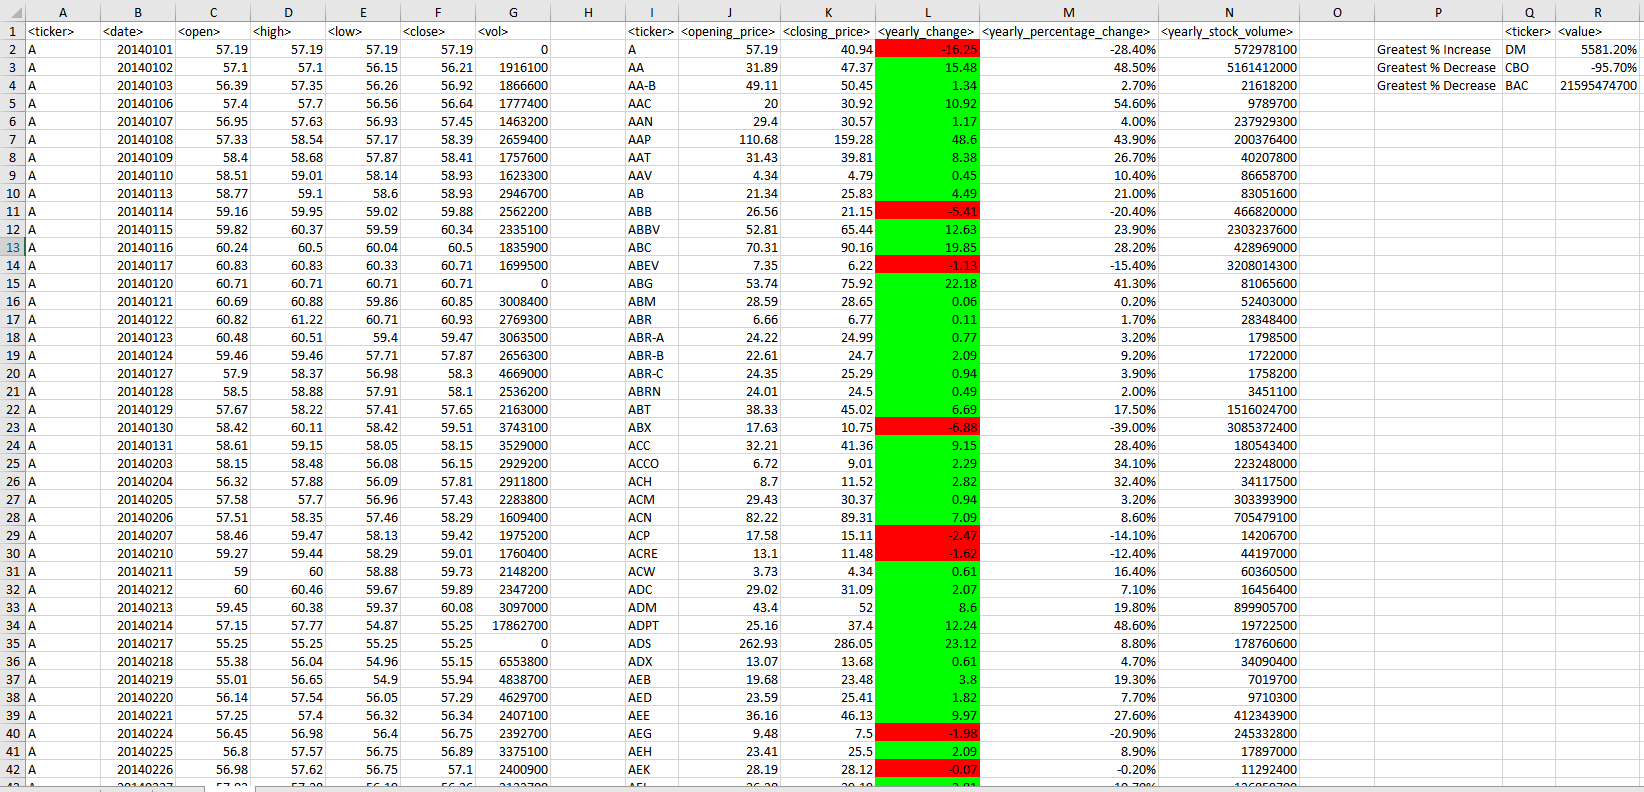 A B C D E F G H I J K L M N O P Q R
1 <ticker> <date> <open> <high> <low> <close> <vol> <ticker> <opening_price> <closing_price> <yearly_change> <yearly_percentage_change> <yearly_stock_volume> <ticker> <value>
2 A 20140101 57.19 57.19 57.19 57.19 0 A 57.19 40.94 -16.25 -28.40% 572978100 Greatest % Increase DM 5581.20%
3 A 20140102 57.1 57.1 56.15 56.21 1916100 AA 31.89 47.37 15.48 48.50% 5161412000 Greatest % Decrease CBO -95.70%
4 A 20140103 56.39 57.35 56.26 56.92 1866600 AA-B 49.11 50.45 1.34 2.70% 21618200 Greatest % Decrease BAC 21595474700
5 A 20140106 57.4 57.7 56.56 56.64 1777400 AAC 20 30.92 10.92 54.60% 9789700
6 A 20140107 56.95 57.63 56.93 57.45 1463200 AAN 29.4 30.57 1.17 4.00% 237929300
7 A 20140108 57.33 58.54 57.17 58.39 2659400 AAP 110.68 159.28 48.6 43.90% 200376400
8 A 20140109 58.4 58.68 57.87 58.41 1757600 AAT 31.43 39.81 8.38 26.70% 40207800
9 A 20140110 58.51 59.01 58.14 58.93 1623300 AAV 4.34 4.79 0.45 10.40% 86658700
10 A 20140113 58.77 59.1 58.6 58.93 2946700 AB 21.34 25.83 4.49 21.00% 83051600
11 A 20140114 59.16 59.95 59.02 59.88 2562200 ABB 26.56 21.15 -5.41 -20.40% 466820000
12 A 20140115 59.82 60.37 59.59 60.34 2335100 ABBV 52.81 65.44 12.63 23.90% 2303237600
13 A 20140116 60.24 60.5 60.04 60.5 1835900 ABC 70.31 90.16 19.85 28.20% 428969000
14 A 20140117 60.83 60.83 60.33 60.71 1699500 ABEV 7.35 6.22 -1.13 -15.40% 3208014300
15 A 20140120 60.71 60.71 60.71 60.71 0 ABG 53.74 75.92 22.18 41.30% 81065600
16 A 20140121 60.69 60.88 59.86 60.85 3008400 ABM 28.59 28.65 0.06 0.20% 52403000
17 A 20140122 60.82 61.22 60.71 60.93 2769300 ABR 6.66 6.77 0.11 1.70% 28348400
18 A 20140123 60.48 60.51 59.4 59.47 3063500 ABR-A 24.22 24.99 0.77 3.20% 1798500
19 A 20140124 59.46 59.46 57.71 57.87 2656300 ABR-B 22.61 24.7 2.09 9.20% 1722000
20 A 20140127 57.9 58.37 56.98 58.3 4669000 ABR-C 24.35 25.29 0.94 3.90% 1758200
21 A 20140128 58.5 58.88 57.91 58.1 2536200 ABRN 24.01 24.5 0.49 2.00% 3451100
22 A 20140129 57.67 58.22 57.41 57.65 2163000 ABT 38.33 45.02 6.69 17.50% 1516024700
23 A 20140130 58.42 60.11 58.42 59.51 3743100 ABX 17.63 10.75 -6.88 -39.00% 3085372400
24 A 20140131 58.61 59.15 58.05 58.15 3529000 ACC 32.21 41.36 9.15 28.40% 180543400
25 A 20140203 58.15 58.48 56.08 56.15 2929200 ACCO 6.72 9.01 2.29 34.10% 223248000
26 A 20140204 56.32 57.88 56.09 57.81 2911800 ACH 8.7 11.52 2.82 32.40% 34117500
27 A 20140205 57.58 57.7 56.96 57.43 2283800 ACM 29.43 30.37 0.94 3.20% 303393900
28 A 20140206 57.51 58.35 57.46 58.29 1609400 ACN 82.22 89.31 7.09 8.60% 705479100
29 A 20140207 58.46 59.47 58.13 59.42 1975200 ACP 17.58 15.11 -2.47 -14.10% 14206700
30 A 20140210 59.27 59.44 58.29 59.01 1760400 ACRE 13.1 11.48 -1.62 -12.40% 44197000
31 A 20140211 59 60 58.88 59.73 2148200 ACW 3.73 4.34 0.61 16.40% 60360500
32 A 20140212 60 60.46 59.67 59.89 2347200 ADC 29.02 31.09 2.07 7.10% 16456400
33 A 20140213 59.45 60.38 59.37 60.08 3097000 ADM 43.4 52 8.6 19.80% 899905700
34 A 20140214 57.15 57.77 54.87 55.25 17862700 ADPT 25.16 37.4 12.24 48.60% 19722500
35 A 20140217 55.25 55.25 55.25 55.25 0 ADS 262.93 286.05 23.12 8.80% 178760600
36 A 20140218 55.38 56.04 54.96 55.15 6553800 ADX 13.07 13.68 0.61 4.70% 34090400
37 A 20140219 55.01 56.65 54.9 55.94 4838700 AEB 19.68 23.48 3.8 19.30% 7019700
38 A 20140220 56.14 57.54 56.05 57.29 4629700 AED 23.59 25.41 1.82 7.70% 9710300
39 A 20140221 57.25 57.4 56.32 56.34 2407100 AEE 36.16 46.13 9.97 27.60% 412343900
40 A 20140224 56.45 56.98 56.4 56.75 2392700 AEG 9.48 7.5 -1.98 -20.90% 245332800
41 A 20140225 56.8 57.57 56.75 56.89 3375100 AEH 23.41 25.5 2.09 8.90% 17897000
42 A 20140226 56.98 57.62 56.75 57.1 2400900 AEK 28.19 28.12 -0.07 -0.20% 11292400